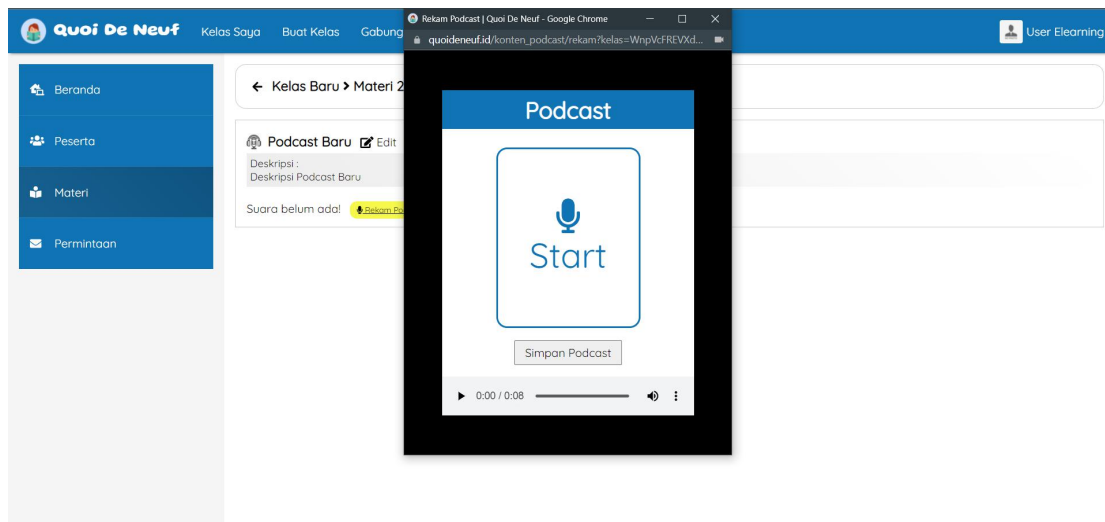 Quoi De Neuf
Kelas Saya
Buat Kelas
Gabung
User Elearning
Beranda
Peserta
Materi
Permintaan
Kelas Baru > Materi 2
Podcast Baru Edit
Deskripsi :
Deskripsi Podcast Baru
Suara belum ada! Rekam Po
Rekam Podcast | Quoi De Neuf - Google Chrome
quoideneuf.id/konten_podcast/rekam?kelas=WnpVcFREVXd...
Podcast
Start
Simpan Podcast
0:00 / 0:08